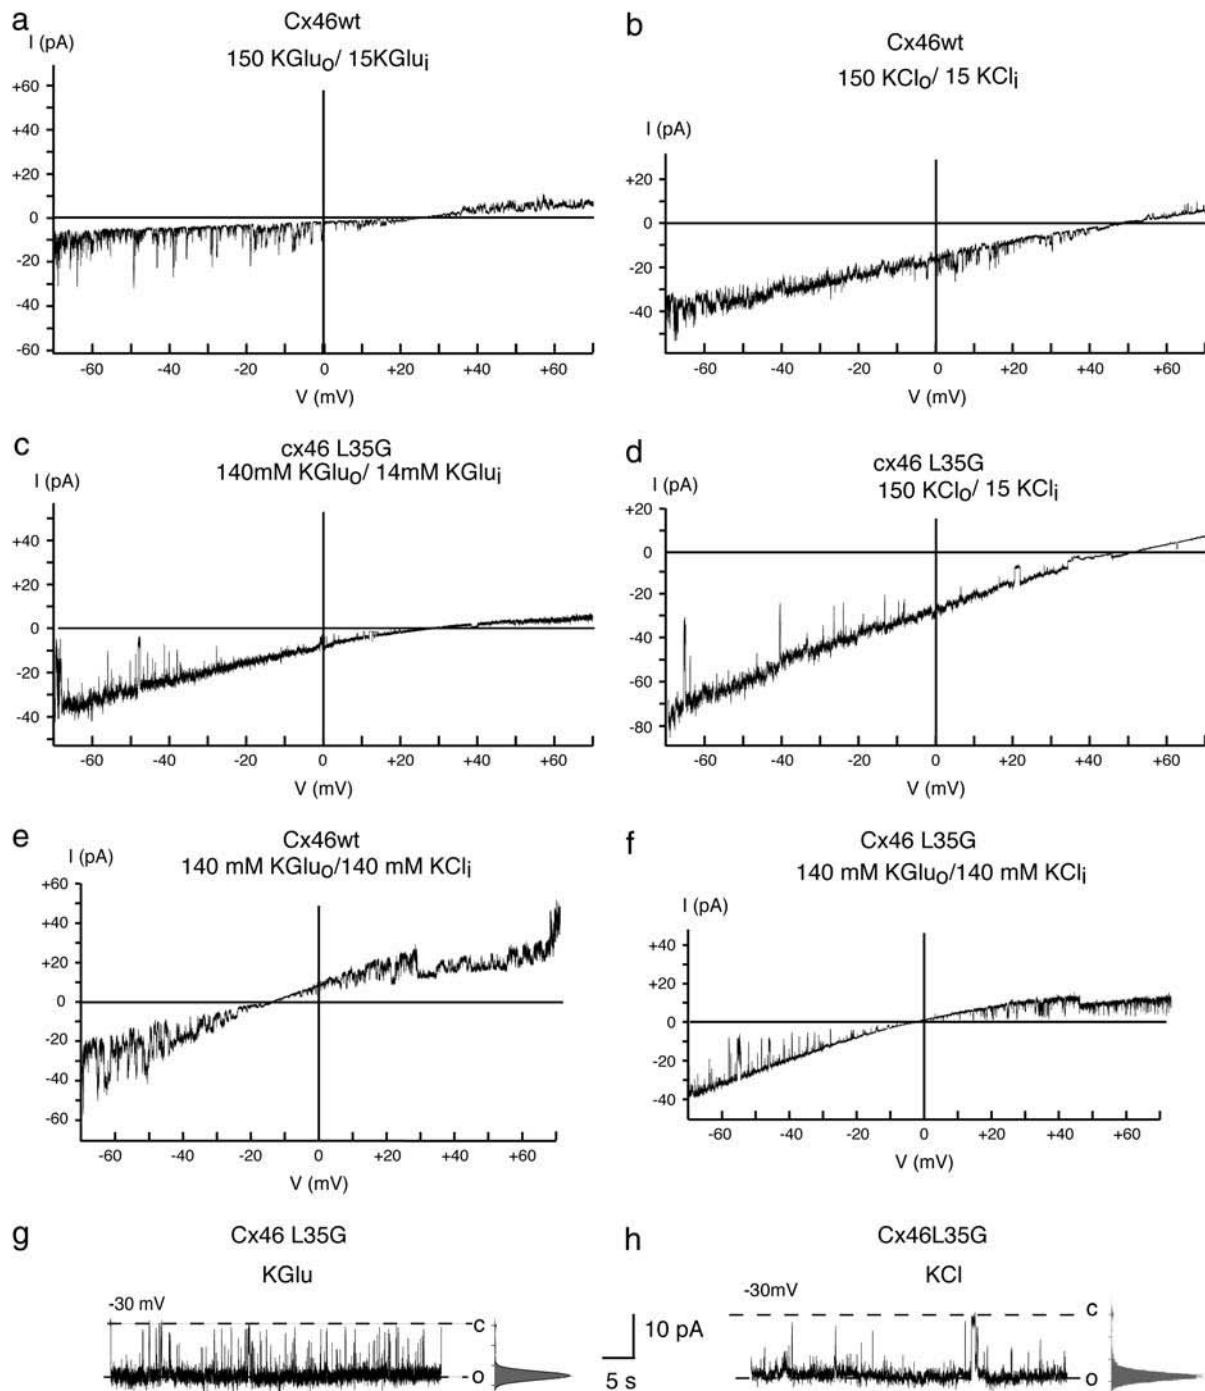 a
Cx46wt
150 KGluo/ 15KGlui
I (pA)
+60
+40
+20
0
-20
-40
-60
-60
-40
-20
0
+20
+40
+60
V (mV)
b
Cx46wt
150 KClo/ 15 KCli
I (pA)
+20
0
-20
-40
-60
-40
-20
0
+20
+40
+60
V (mV)
c
cx46 L35G
140mM KGluo/ 14mM KGlui
I (pA)
+40
+20
0
-20
-40
-60
-40
-20
0
+20
+40
+60
V (mV)
d
cx46 L35G
150 KClo/ 15 KCli
I (pA)
+20
0
-20
-40
-60
-80
-60
-40
-20
0
+20
+40
+60
V (mV)
e
Cx46wt
140 mM KGluo/140 mM KCli
I (pA)
+60
+40
+20
0
-20
-40
-60
-60
-40
-20
0
+20
+40
+60
V (mV)
f
Cx46 L35G
140 mM KGluo/140 mM KCli
I (pA)
+40
+20
0
-20
-40
-60
-40
-20
0
+20
+40
+60
V (mV)
g
Cx46 L35G
KGlu
-30 mV
C
O
10 pA
5 s
h
Cx46L35G
KCl
-30mV
C
O